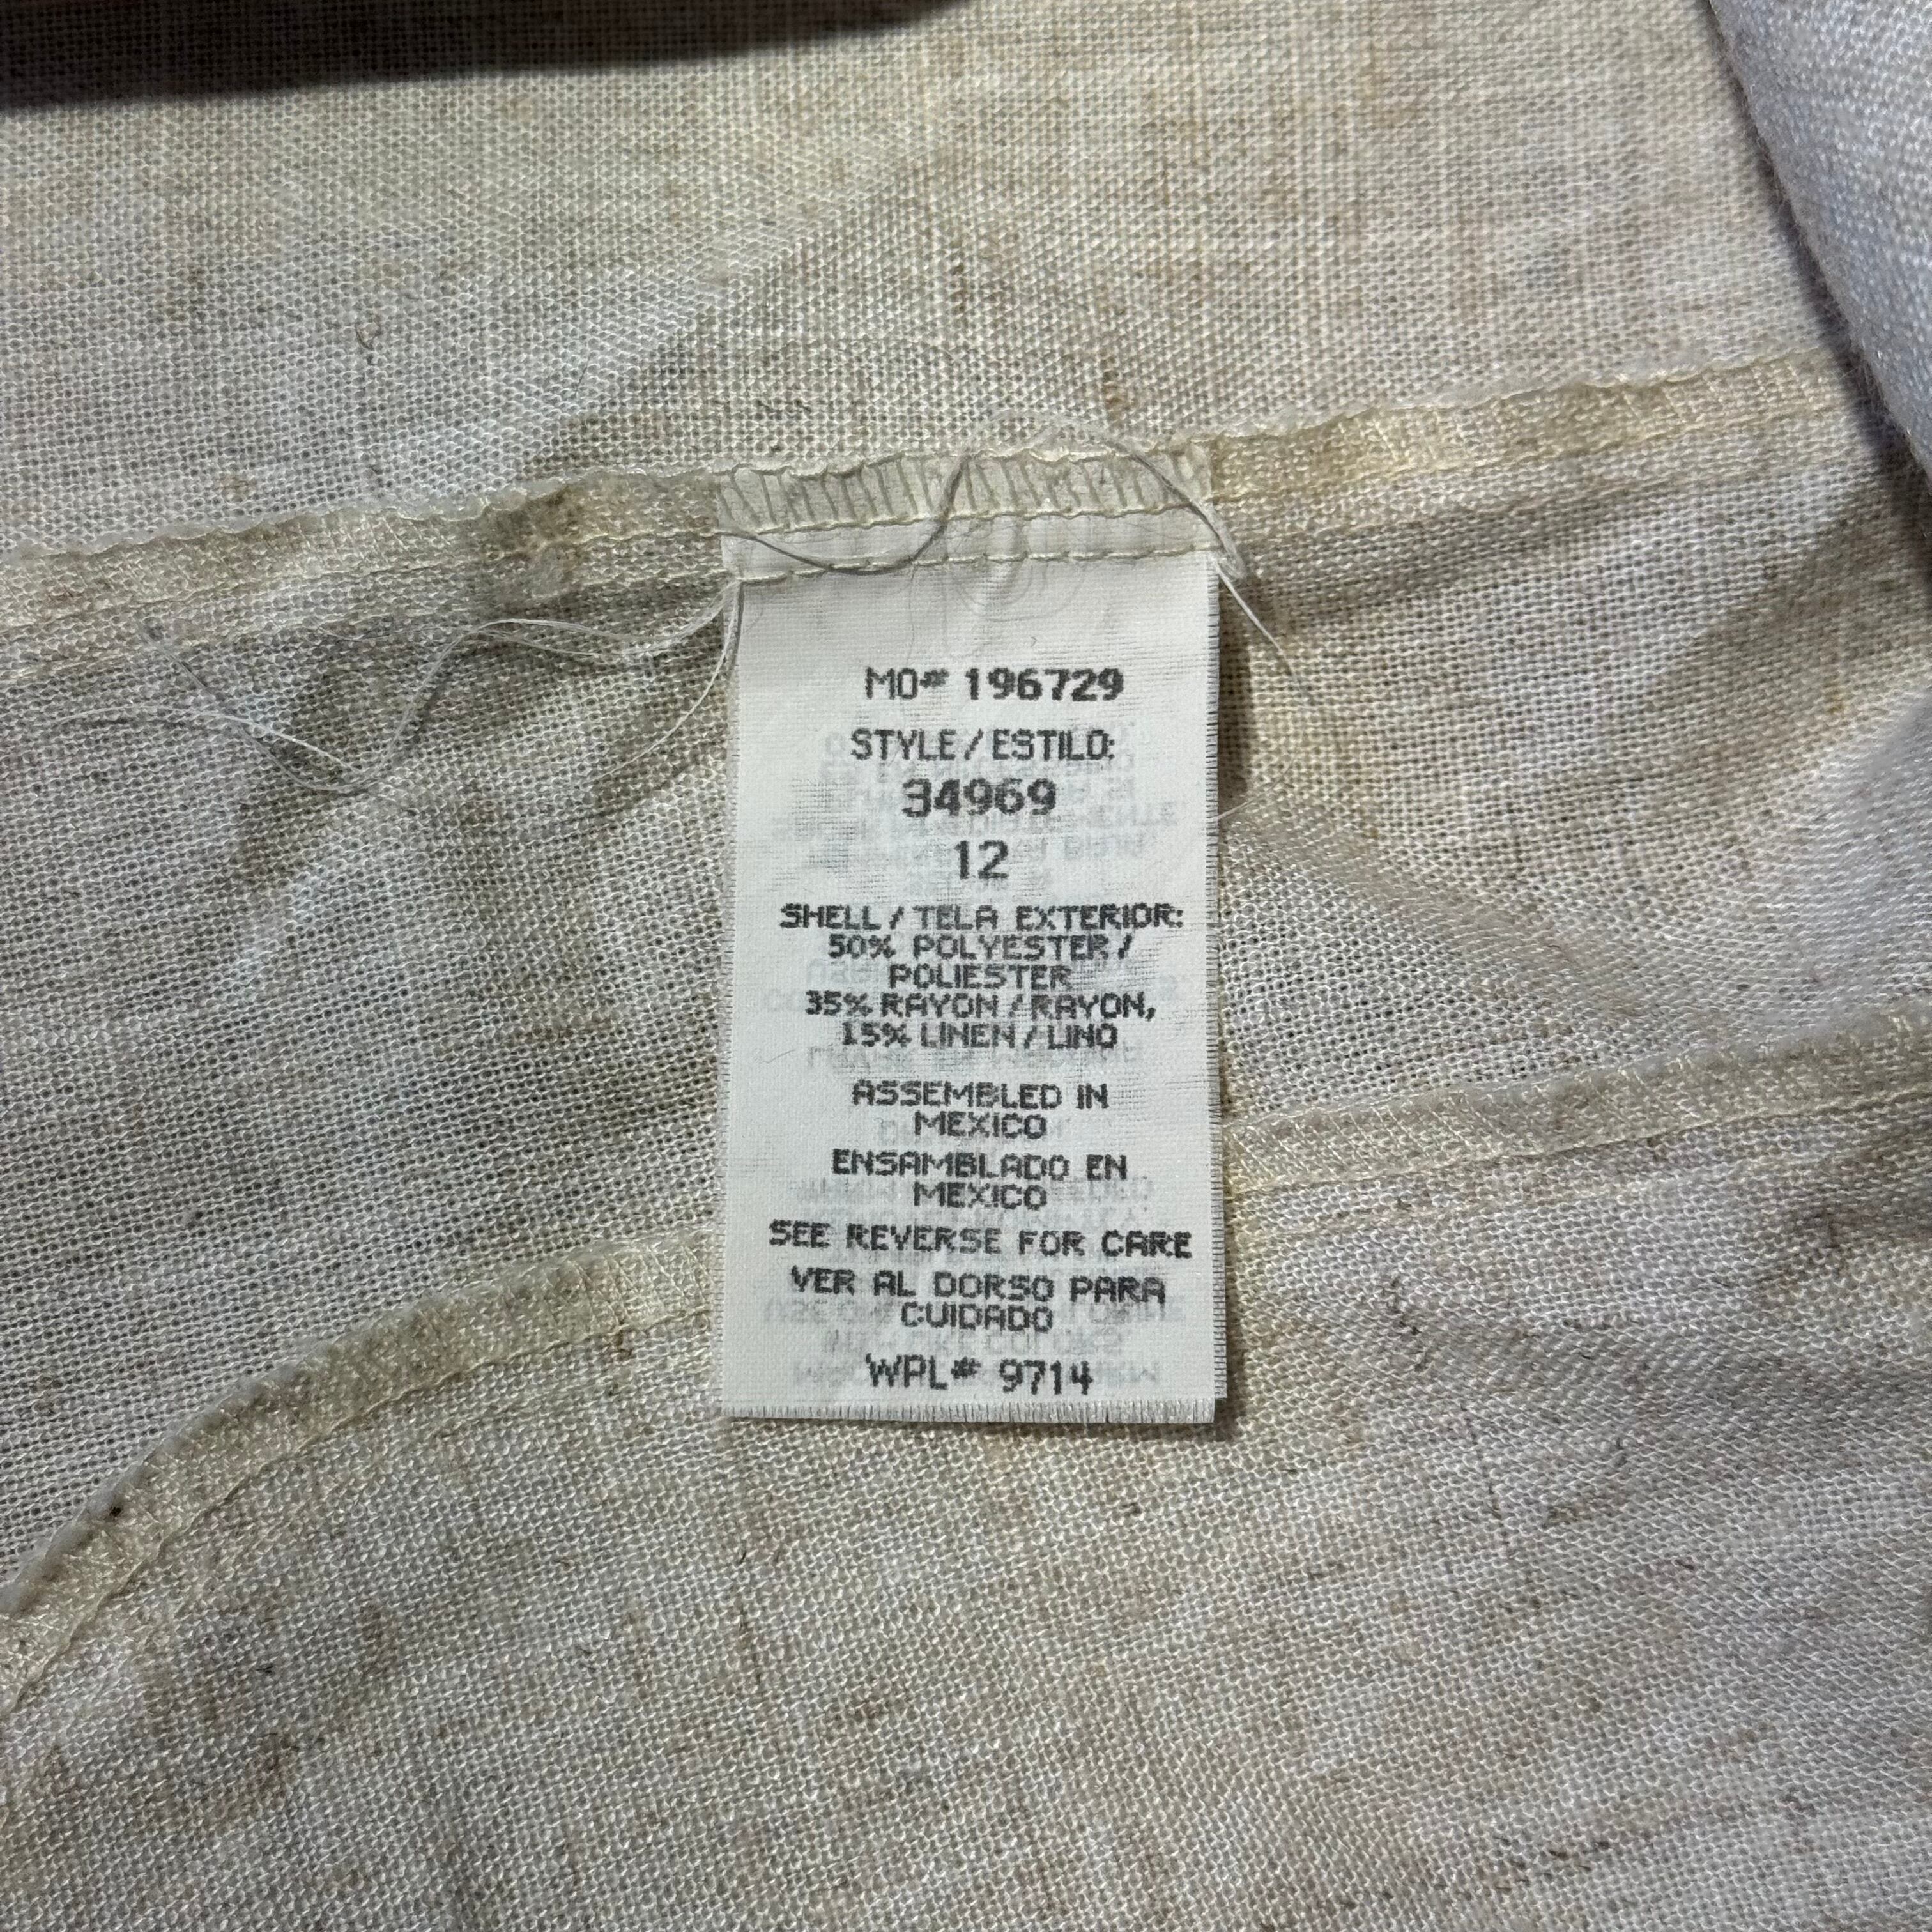 MO# 196729
STYLE / ESTILO:
34969
12
SHELL / TELA EXTERIOR:
50% POLYESTER /
POLIESTER
35% RAYON / RAYON,
15% LINEN / LINO
ASSEMBLED IN
MEXICO
ENSAMBLADO EN
MEXICO
SEE REVERSE FOR CARE
VER AL DORSO PARA
CUIDADO
WPL# 9714